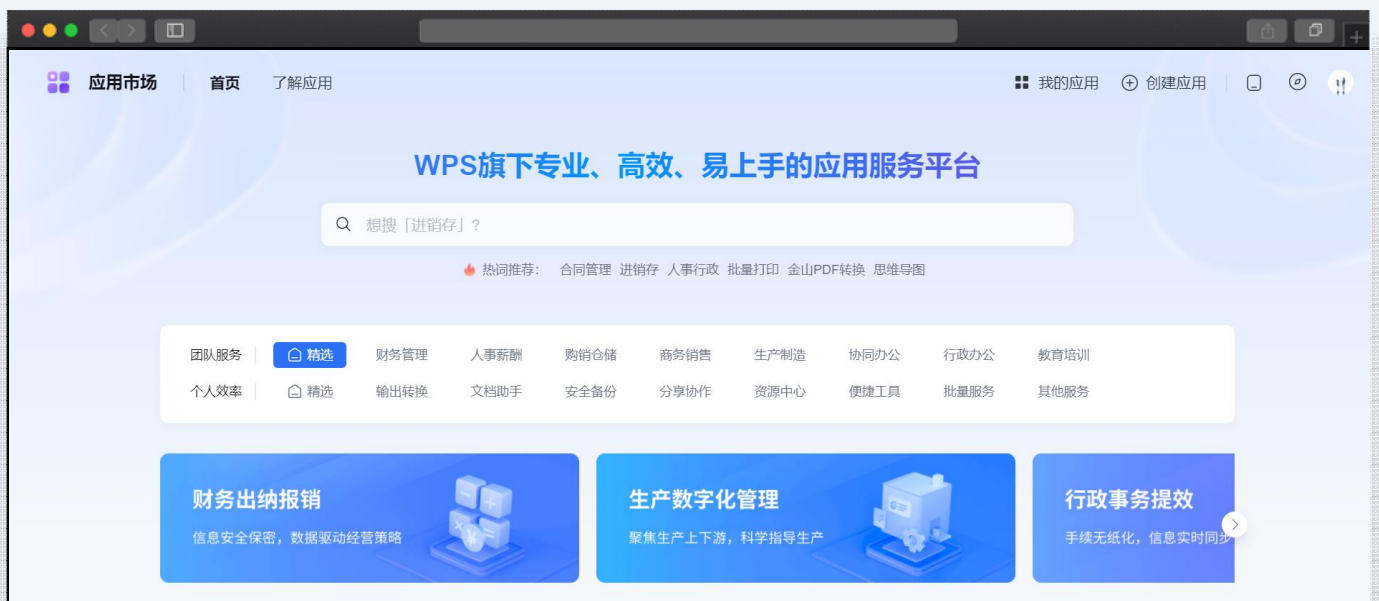 应用市场 首页 了解应用 我的应用 创建应用
WPS旗下专业、高效、易上手的应用服务平台
想搜「进销存」?
热词推荐： 合同管理 进销存 人事行政 批量打印 金山PDF转换 思维导图
团队服务 精选 财务管理 人事薪酬 购销仓储 商务销售 生产制造 协同办公 行政办公 教育培训
个人效率 精选 输出转换 文档助手 安全备份 分享协作 资源中心 便捷工具 批量服务 其他服务
财务出纳报销
信息安全保密，数据驱动经营策略
生产数字化管理
聚焦生产上下游，科学指导生产
行政事务提效
手续无纸化，信息实时同步